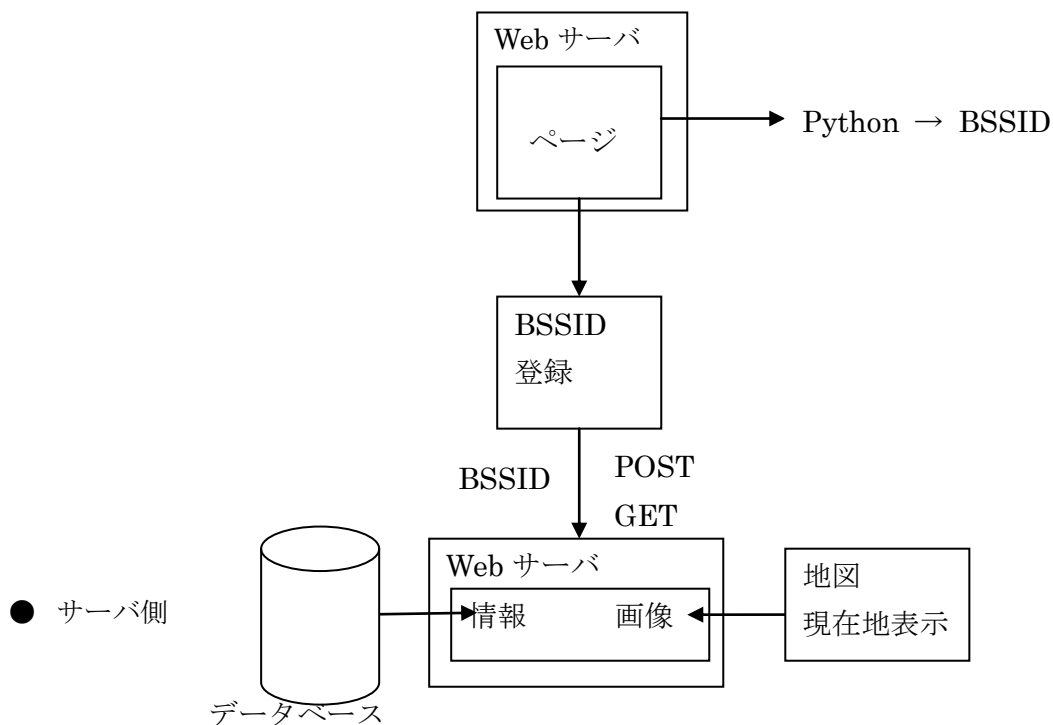 Web サーバ
ページ
Python → BSSID
BSSID
登録
BSSID
POST
GET
Web サーバ
情報
画像
地図
現在地表示
● サーバ側
データベース